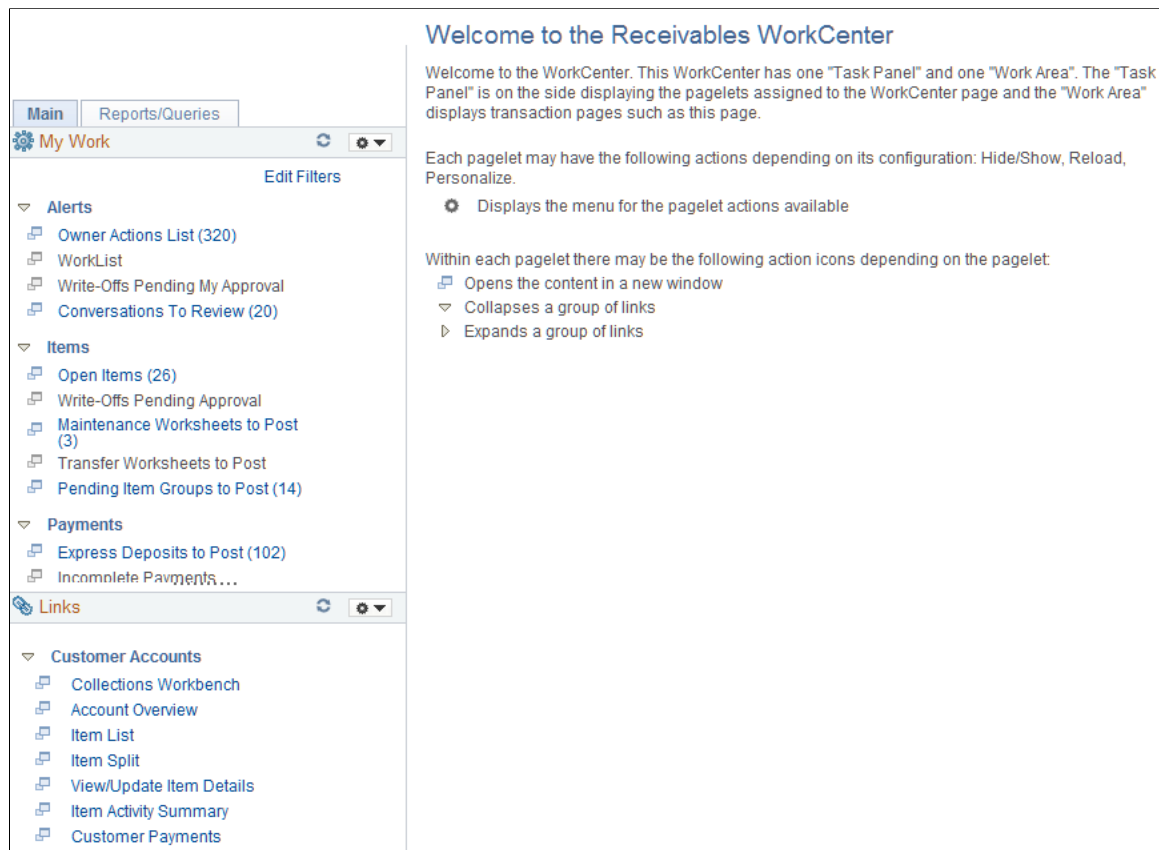 Main
Reports/Queries
My Work
Edit Filters
Alerts
Owner Actions List (320)
WorkList
Write-Offs Pending My Approval
Conversations To Review (20)
Items
Open Items (26)
Write-Offs Pending Approval
Maintenance Worksheets to Post
(3)
Transfer Worksheets to Post
Pending Item Groups to Post (14)
Payments
Express Deposits to Post (102)
Incomplete Payments...
Links
Customer Accounts
Collections Workbench
Account Overview
Item List
Item Split
View/Update Item Details
Item Activity Summary
Customer Payments
Welcome to the Receivables WorkCenter
Welcome to the WorkCenter. This WorkCenter has one "Task Panel" and one "Work Area". The "Task
Panel" is on the side displaying the pagelets assigned to the WorkCenter page and the "Work Area"
displays transaction pages such as this page.
Each pagelet may have the following actions depending on its configuration: Hide/Show, Reload,
Personalize.
Displays the menu for the pagelet actions available
Within each pagelet there may be the following action icons depending on the pagelet:
Opens the content in a new window
Collapses a group of links
Expands a group of links